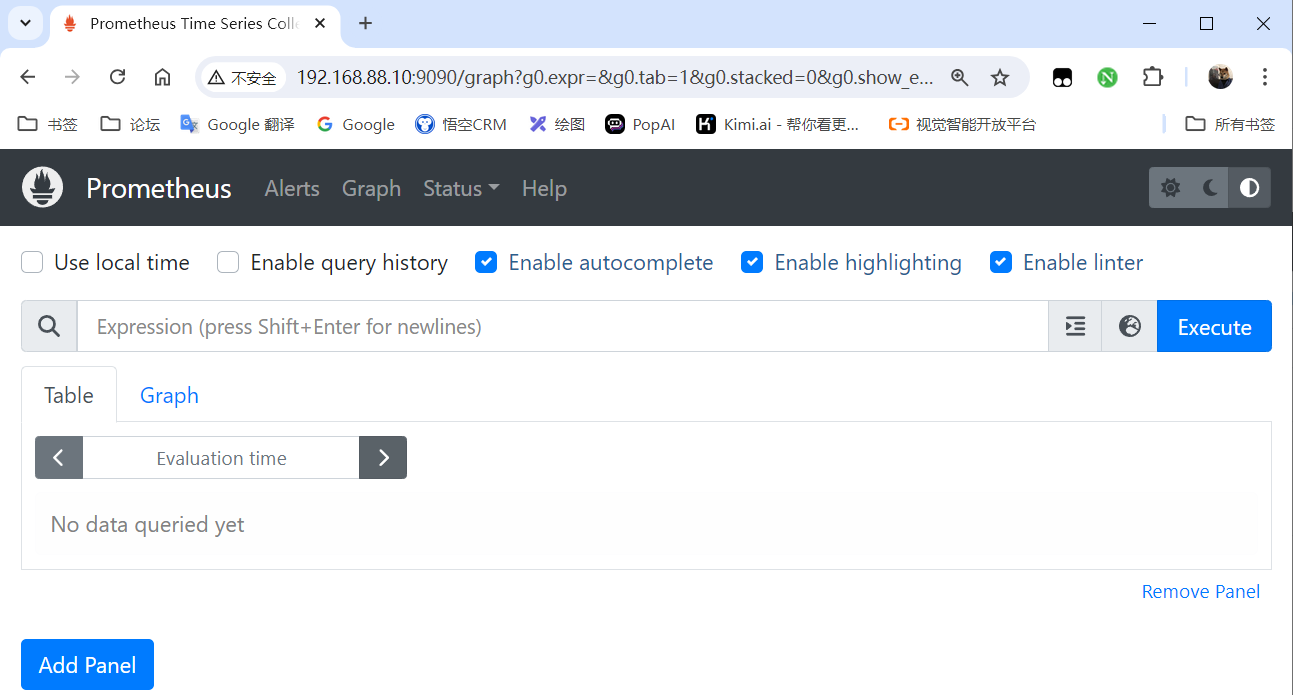 Prometheus Time Series Colle
不安全 192.168.88.10:9090/graph?g0.expr=&g0.tab=1&g0.stacked=0&g0.show_e...
书签 论坛 Google 翻译 Google 悟空CRM 绘图 PopAI Kimi.ai - 帮你看更... 视觉智能开放平台 所有书签
Prometheus Alerts Graph Status Help
Use local time Enable query history Enable autocomplete Enable highlighting Enable linter
Expression (press Shift+Enter for newlines) Execute
Table Graph
Evaluation time
No data queried yet
Remove Panel
Add Panel